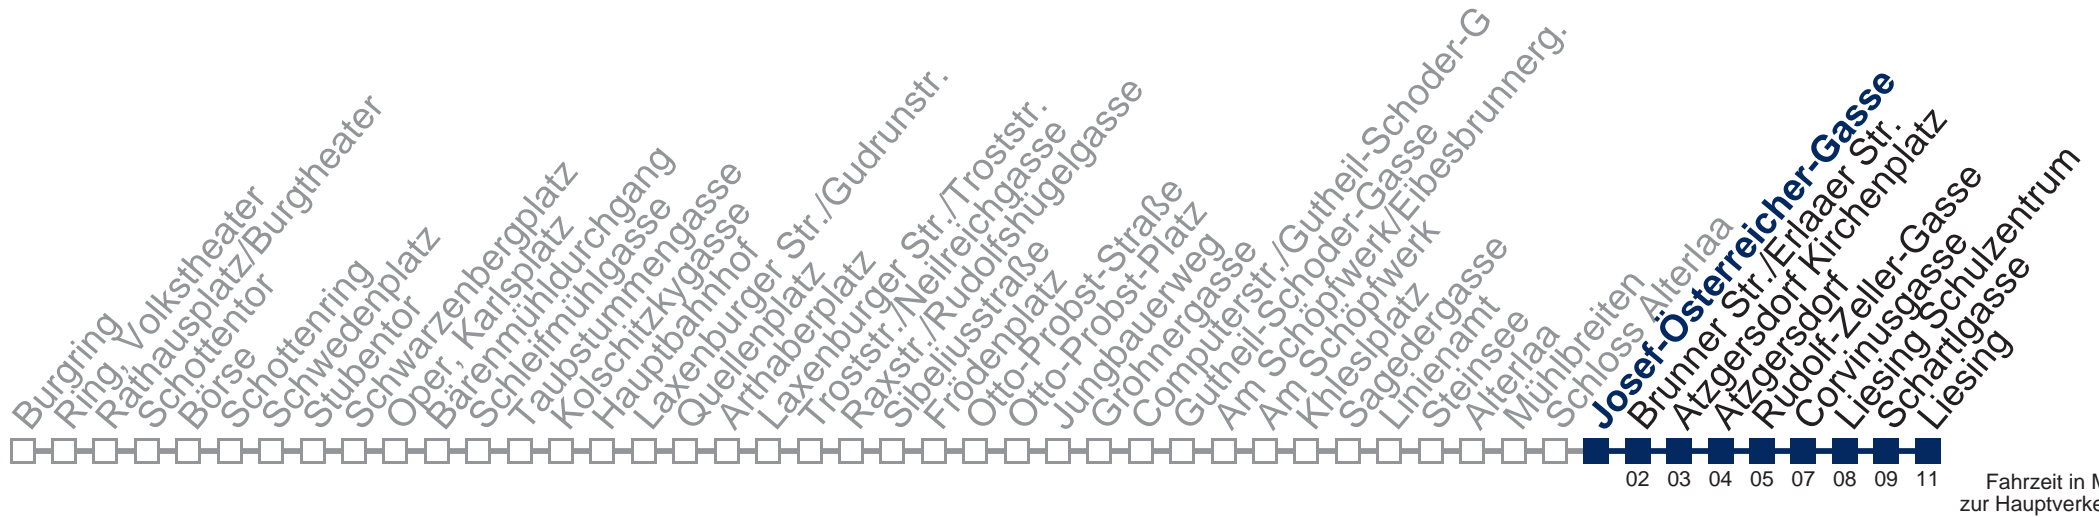 Burgring
Ring, Volkstheater
Rathausplatz/Burgtheater
Schottentor
Börse
Schottenring
Schwedenplatz
Stubentor
Schwarzenbergplatz
Oper, Karlsplatz
Bärenmühldurchgang
Schleifmühlgasse
Taubstummengasse
Kolschitzkygasse
Hauptbahnhof
Laxenburger Str./Gudrunstr.
Quellenplatz
Arthaberplatz
Laxenburger Str./Troststr.
Troststr./Neilreichgasse
Raxstr./Rudolfshügelgasse
Sibeliusstraße
Frödenplatz
Otto-Probst-Straße
Otto-Probst-Platz
Jungbauerweg
Grohnergasse
Computerstr./Gutheil-Schoder-G
Gutheil-Schoder-Gasse
Am Schöpfwerk/Eibesbrunnerg.
Am Schöpfwerk
Khleslplatz
Sagedergasse
Linienamt
Steinsee
Alterlaa
Mühlbreiten
Schloss Alterlaa
Josef-Österreicher-Gasse
Brunner Str./Erlaaer Str.
Atzgersdorf Kirchenplatz
Atzgersdorf
Rudolf-Zeller-Gasse
Corvinusgasse
Liesing Schulzentrum
Schartlgasse
Liesing
02 03 04 05 07 08 09 11
Fahrzeit in M
zur Hauptverke